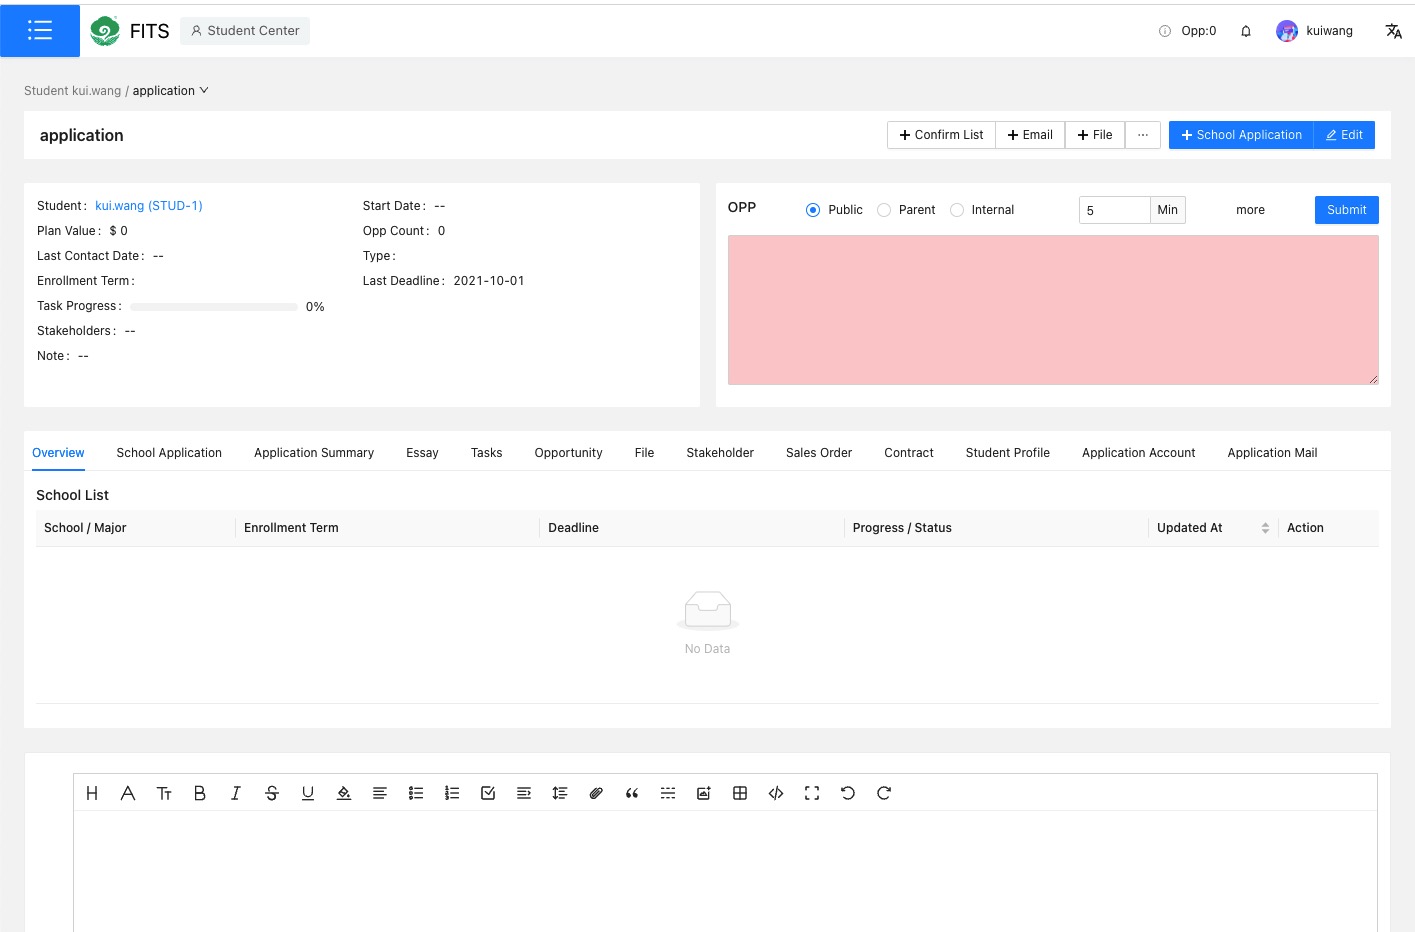 FITS Student Center Opp:0 kuiwang
Student kui.wang / application
application + Confirm List + Email + File ··· + School Application Edit
Student: kui.wang (STUD-1) Start Date: --
Plan Value: $ 0 Opp Count: 0
Last Contact Date: -- Type:
Enrollment Term: Last Deadline: 2021-10-01
Task Progress: 0%
Stakeholders: --
Note: --
OPP Public Parent Internal 5 Min more Submit
Overview School Application Application Summary Essay Tasks Opportunity File Stakeholder Sales Order Contract Student Profile Application Account Application Mail
School List
School / Major Enrollment Term Deadline Progress / Status Updated At Action
No Data